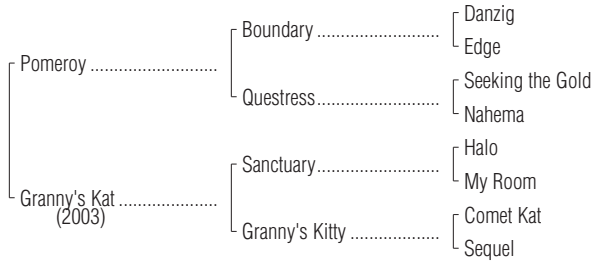 Danzig
Boundary ..............................
Edge
Pomeroy ...............................
Seeking the Gold
Questress..............................
Nahema
Halo
Sanctuary..............................
My Room
Granny's Kat ........................
(2003)
Comet Kat
Granny's Kitty ......................
Sequel